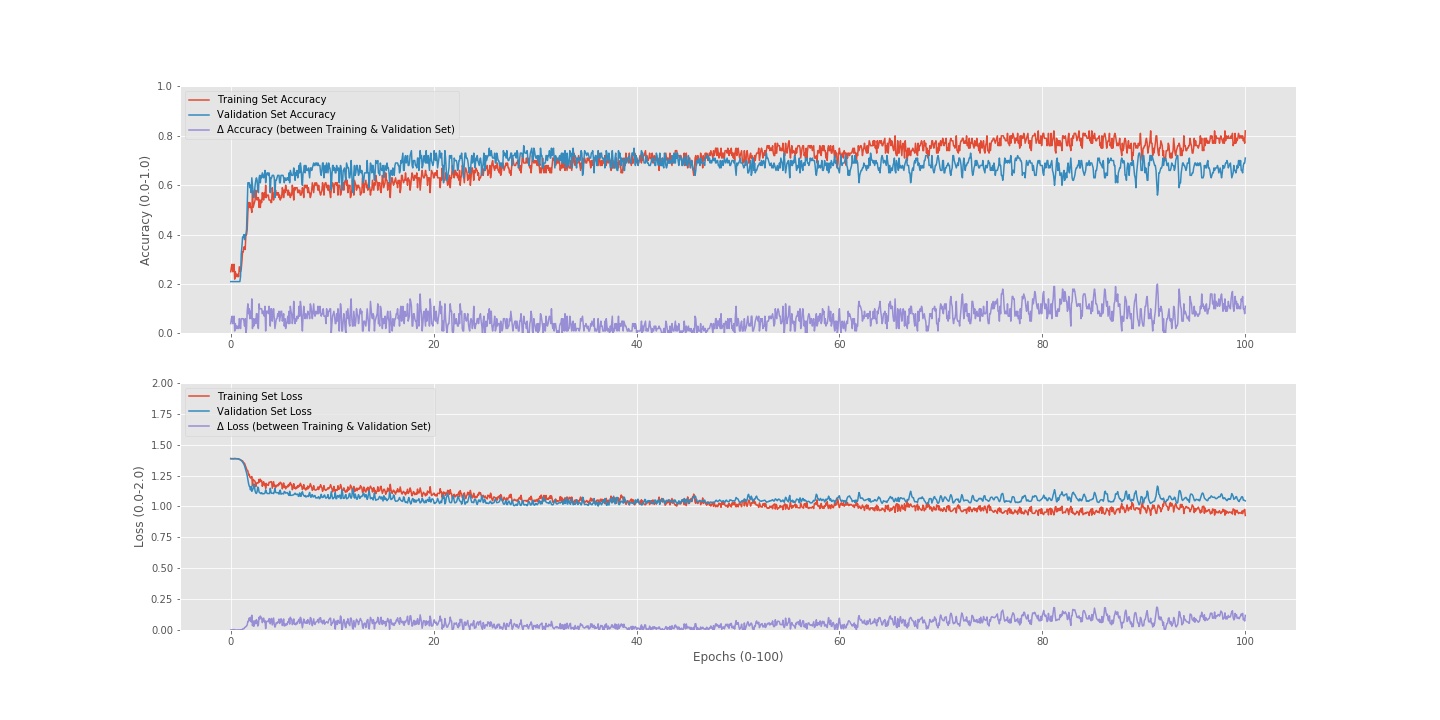 1.0
0.8
0.6
0.4
0.2
0.0
Accuracy (0.0-1.0)
Training Set Accuracy
Validation Set Accuracy
Δ Accuracy (between Training & Validation Set)
0 20 40 60 80 100
2.00
1.75
1.50
1.25
1.00
0.75
0.50
0.25
0.00
Loss (0.0-2.0)
Training Set Loss
Validation Set Loss
Δ Loss (between Training & Validation Set)
0 20 40 60 80 100
Epochs (0-100)